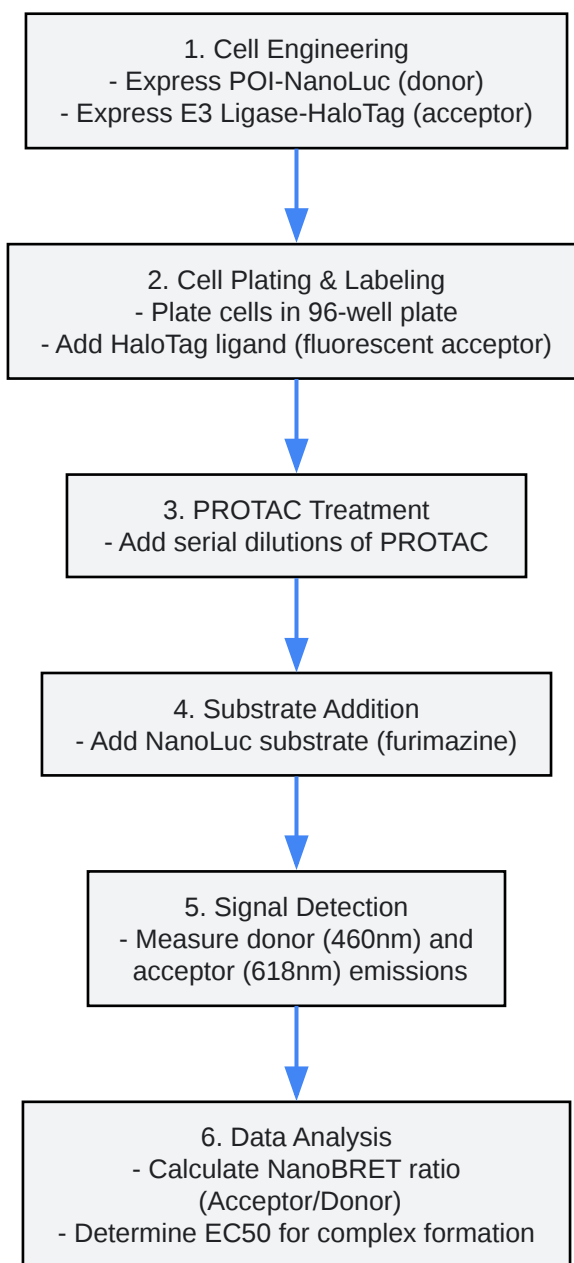 1. Cell Engineering
- Express POI-NanoLuc (donor)
- Express E3 Ligase-HaloTag (acceptor)
2. Cell Plating & Labeling
- Plate cells in 96-well plate
- Add HaloTag ligand (fluorescent acceptor)
3. PROTAC Treatment
- Add serial dilutions of PROTAC
4. Substrate Addition
- Add NanoLuc substrate (furimazine)
5. Signal Detection
- Measure donor (460nm) and
acceptor (618nm) emissions
6. Data Analysis
- Calculate NanoBRET ratio
(Acceptor/Donor)
- Determine EC50 for complex formation